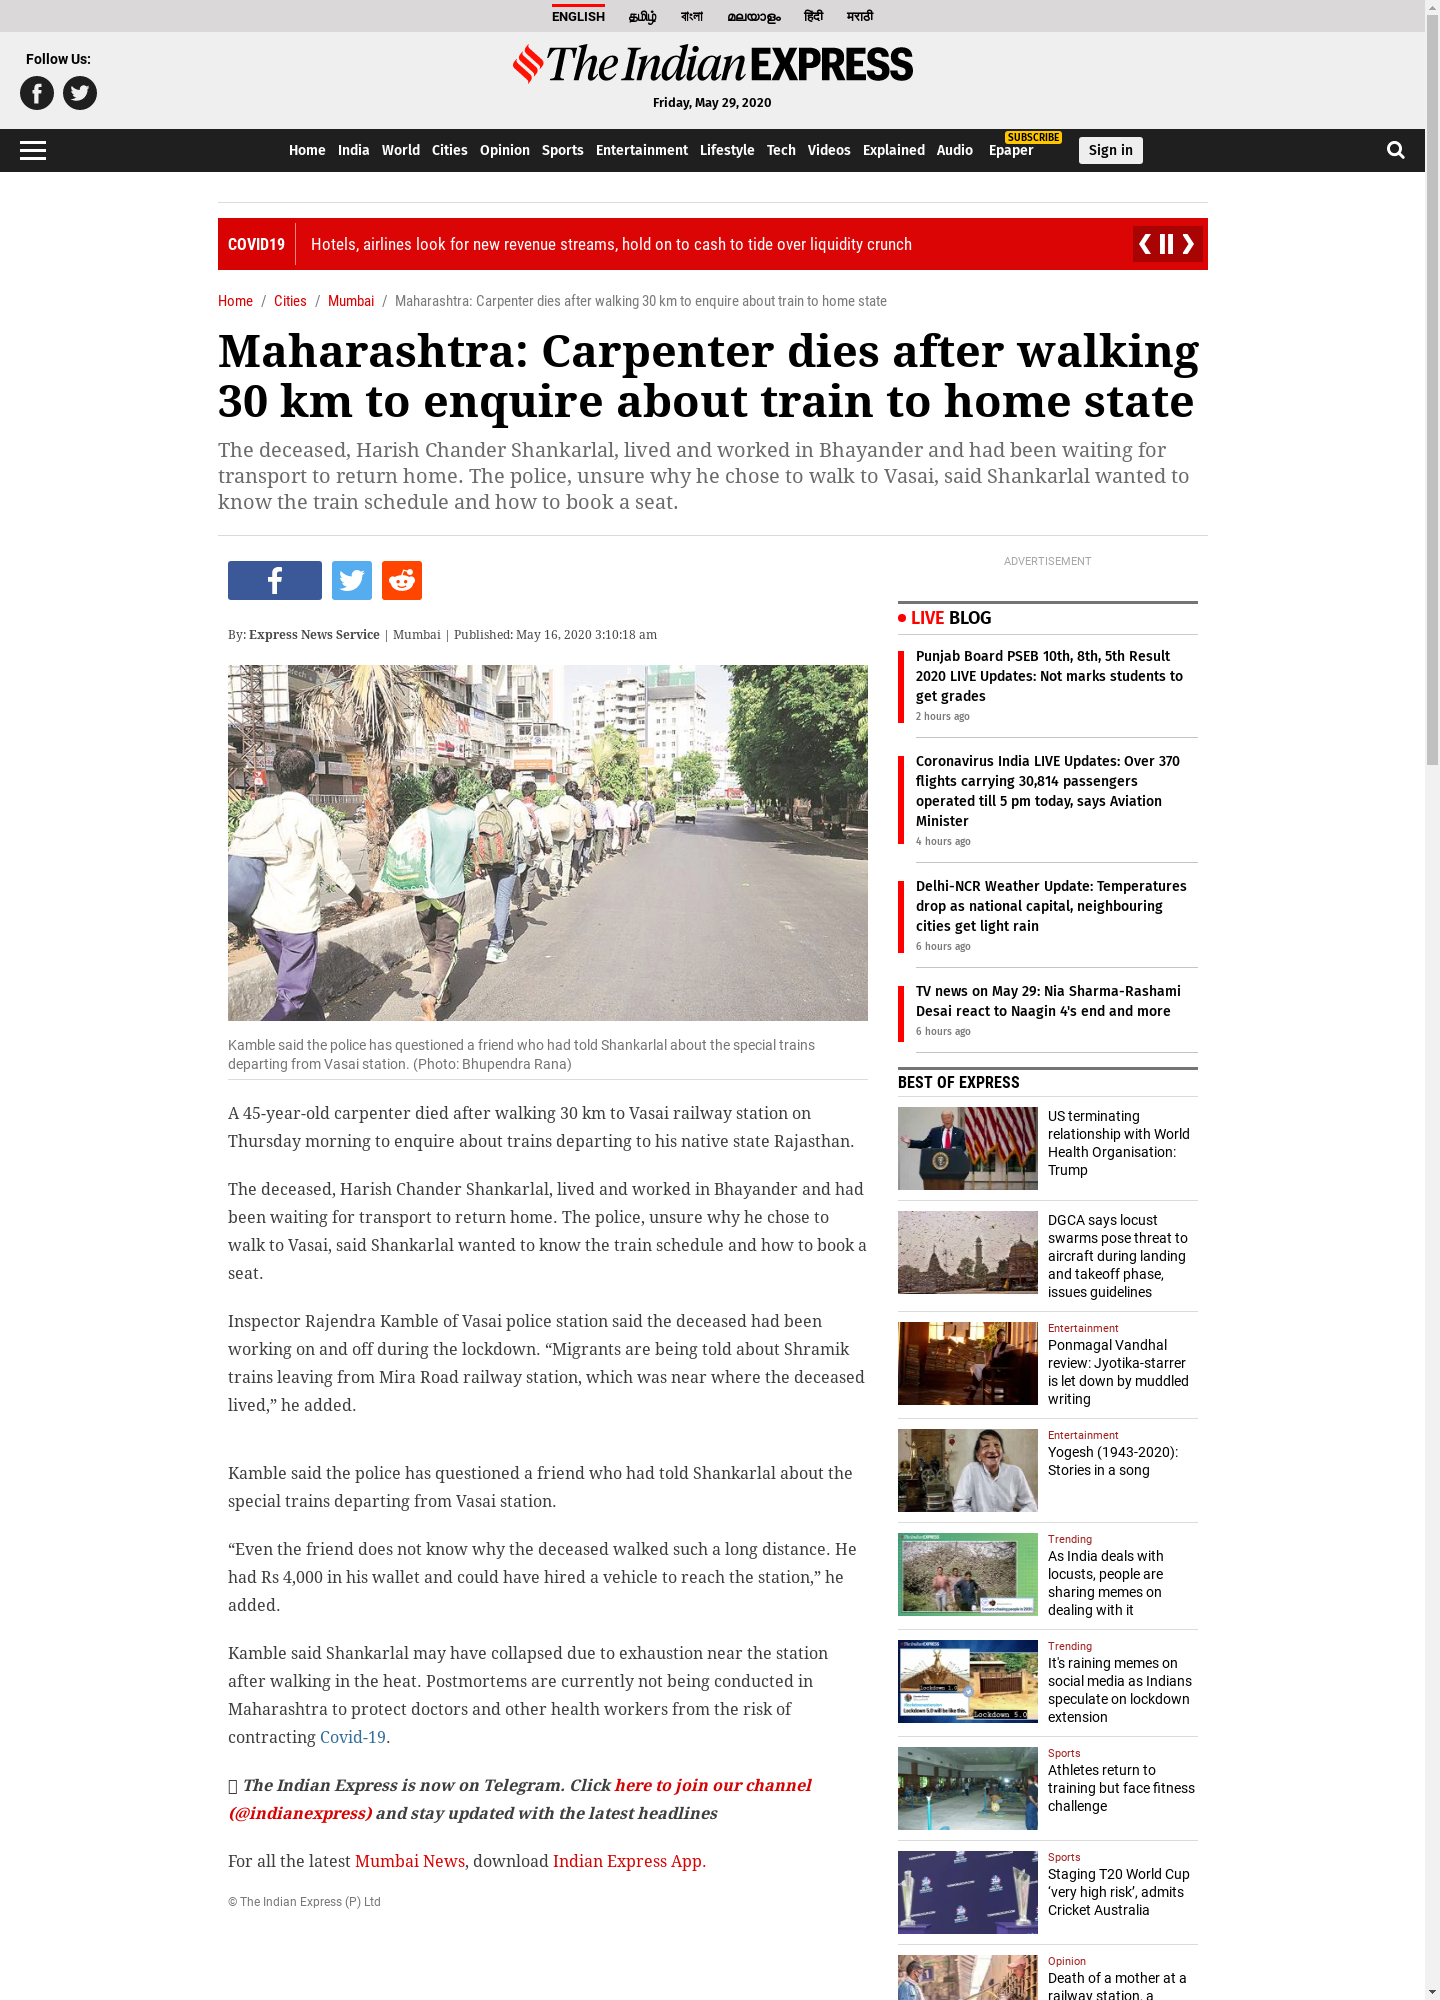 ENGLISH தமிழ் বাংলা മലയാളം हिंदी मराठी
Follow Us:
The Indian EXPRESS
Friday, May 29, 2020
SUBSCRIBE
Home India World Cities Opinion Sports Entertainment Lifestyle Tech Videos Explained Audio Epaper Sign in
COVID19 Hotels, airlines look for new revenue streams, hold on to cash to tide over liquidity crunch
Home / Cities / Mumbai / Maharashtra: Carpenter dies after walking 30 km to enquire about train to home state
Maharashtra: Carpenter dies after walking
30 km to enquire about train to home state
The deceased, Harish Chander Shankarlal, lived and worked in Bhayander and had been waiting for
transport to return home. The police, unsure why he chose to walk to Vasai, said Shankarlal wanted to
know the train schedule and how to book a seat.
By: Express News Service | Mumbai | Published: May 16, 2020 3:10:18 am
Kamble said the police has questioned a friend who had told Shankarlal about the special trains
departing from Vasai station. (Photo: Bhupendra Rana)
A 45-year-old carpenter died after walking 30 km to Vasai railway station on
Thursday morning to enquire about trains departing to his native state Rajasthan.
The deceased, Harish Chander Shankarlal, lived and worked in Bhayander and had
been waiting for transport to return home. The police, unsure why he chose to
walk to Vasai, said Shankarlal wanted to know the train schedule and how to book a
seat.
Inspector Rajendra Kamble of Vasai police station said the deceased had been
working on and off during the lockdown. “Migrants are being told about Shramik
trains leaving from Mira Road railway station, which was near where the deceased
lived,” he added.
Kamble said the police has questioned a friend who had told Shankarlal about the
special trains departing from Vasai station.
“Even the friend does not know why the deceased walked such a long distance. He
had Rs 4,000 in his wallet and could have hired a vehicle to reach the station,” he
added.
Kamble said Shankarlal may have collapsed due to exhaustion near the station
after walking in the heat. Postmortems are currently not being conducted in
Maharashtra to protect doctors and other health workers from the risk of
contracting Covid-19.
The Indian Express is now on Telegram. Click here to join our channel
(@indianexpress) and stay updated with the latest headlines
For all the latest Mumbai News, download Indian Express App.
© The Indian Express (P) Ltd
ADVERTISEMENT
LIVE BLOG
Punjab Board PSEB 10th, 8th, 5th Result
2020 LIVE Updates: Not marks students to
get grades
2 hours ago
Coronavirus India LIVE Updates: Over 370
flights carrying 30,814 passengers
operated till 5 pm today, says Aviation
Minister
4 hours ago
Delhi-NCR Weather Update: Temperatures
drop as national capital, neighbouring
cities get light rain
6 hours ago
TV news on May 29: Nia Sharma-Rashami
Desai react to Naagin 4's end and more
6 hours ago
BEST OF EXPRESS
US terminating
relationship with World
Health Organisation:
Trump
DGCA says locust
swarms pose threat to
aircraft during landing
and takeoff phase,
issues guidelines
Entertainment
Ponmagal Vandhal
review: Jyotika-starrer
is let down by muddled
writing
Entertainment
Yogesh (1943-2020):
Stories in a song
Trending
As India deals with
locusts, people are
sharing memes on
dealing with it
Trending
It's raining memes on
social media as Indians
speculate on lockdown
extension
Lockdown 1.0
Lockdown 5.0 will be like this.
Lockdown 5.0
Sports
Athletes return to
training but face fitness
challenge
Sports
Staging T20 World Cup
‘very high risk’, admits
Cricket Australia
Opinion
Death of a mother at a
railway station, a